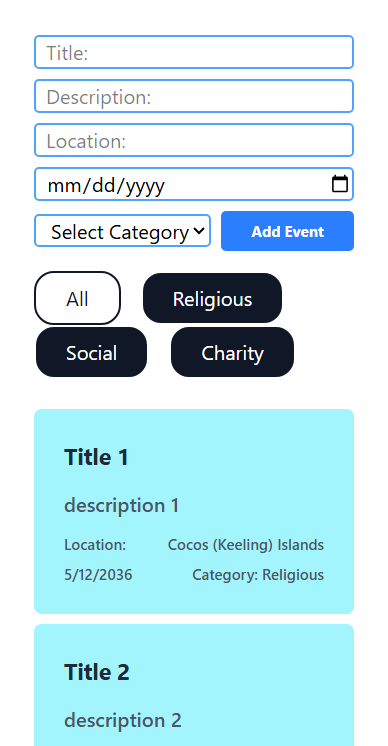 Title:
Description:
Location:
mm/dd/yyyy
Select Category Add Event
All Religious
Social Charity
Title 1
description 1
Location: Cocos (Keeling) Islands
5/12/2036 Category: Religious
Title 2
description 2